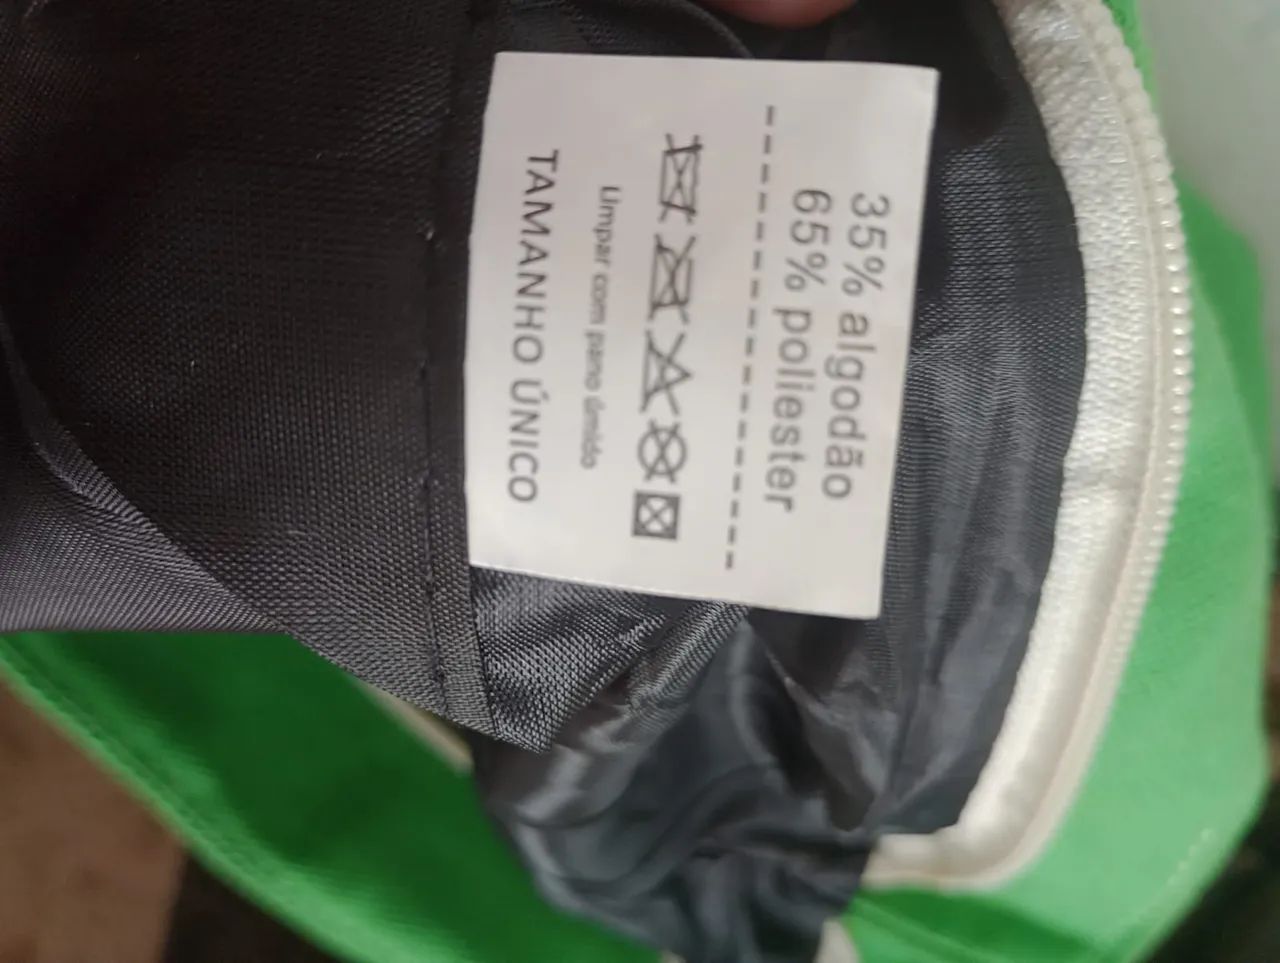 35% algodão
65% poliester
Limpar com pano úmido
TAMANHO ÚNICO